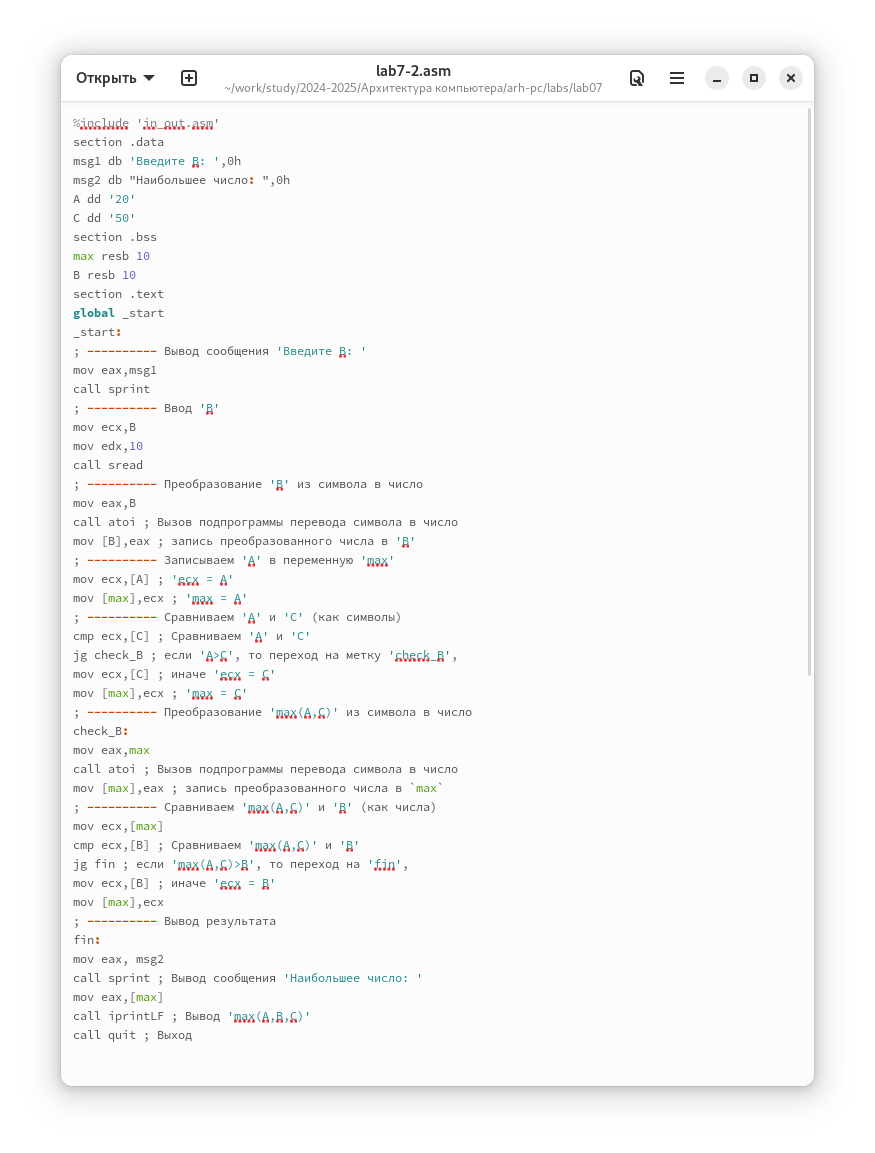 Открыть
lab7-2.asm
~/work/study/2024-2025/Архитектура компьютера/arh-pc/labs/lab07
%include 'in_out.asm'
section .data
msg1 db 'Введите B: ',0h
msg2 db "Наибольшее число: ",0h
A dd '20'
C dd '50'
section .bss
max resb 10
B resb 10
section .text
global _start
_start:
; ---------- Вывод сообщения 'Введите B: '
mov eax,msg1
call sprint
; ---------- Ввод 'B'
mov ecx,B
mov edx,10
call sread
; ---------- Преобразование 'B' из символа в число
mov eax,B
call atoi ; Вызов подпрограммы перевода символа в число
mov [B],eax ; запись преобразованного числа в 'B'
; ---------- Записываем 'A' в переменную 'max'
mov ecx,[A] ; 'ecx = A'
mov [max],ecx ; 'max = A'
; ---------- Сравниваем 'A' и 'С' (как символы)
cmp ecx,[C] ; Сравниваем 'A' и 'С'
jg check_B ; если 'A>C', то переход на метку 'check_B',
mov ecx,[C] ; иначе 'ecx = C'
mov [max],ecx ; 'max = C'
; ---------- Преобразование 'max(A,C)' из символа в число
check_B:
mov eax,max
call atoi ; Вызов подпрограммы перевода символа в число
mov [max],eax ; запись преобразованного числа в `max`
; ---------- Сравниваем 'max(A,C)' и 'B' (как числа)
mov ecx,[max]
cmp ecx,[B] ; Сравниваем 'max(A,C)' и 'B'
jg fin ; если 'max(A,C)>B', то переход на 'fin',
mov ecx,[B] ; иначе 'ecx = B'
mov [max],ecx
; ---------- Вывод результата
fin:
mov eax, msg2
call sprint ; Вывод сообщения 'Наибольшее число: '
mov eax,[max]
call iprintLF ; Вывод 'max(A,B,C)'
call quit ; Выход